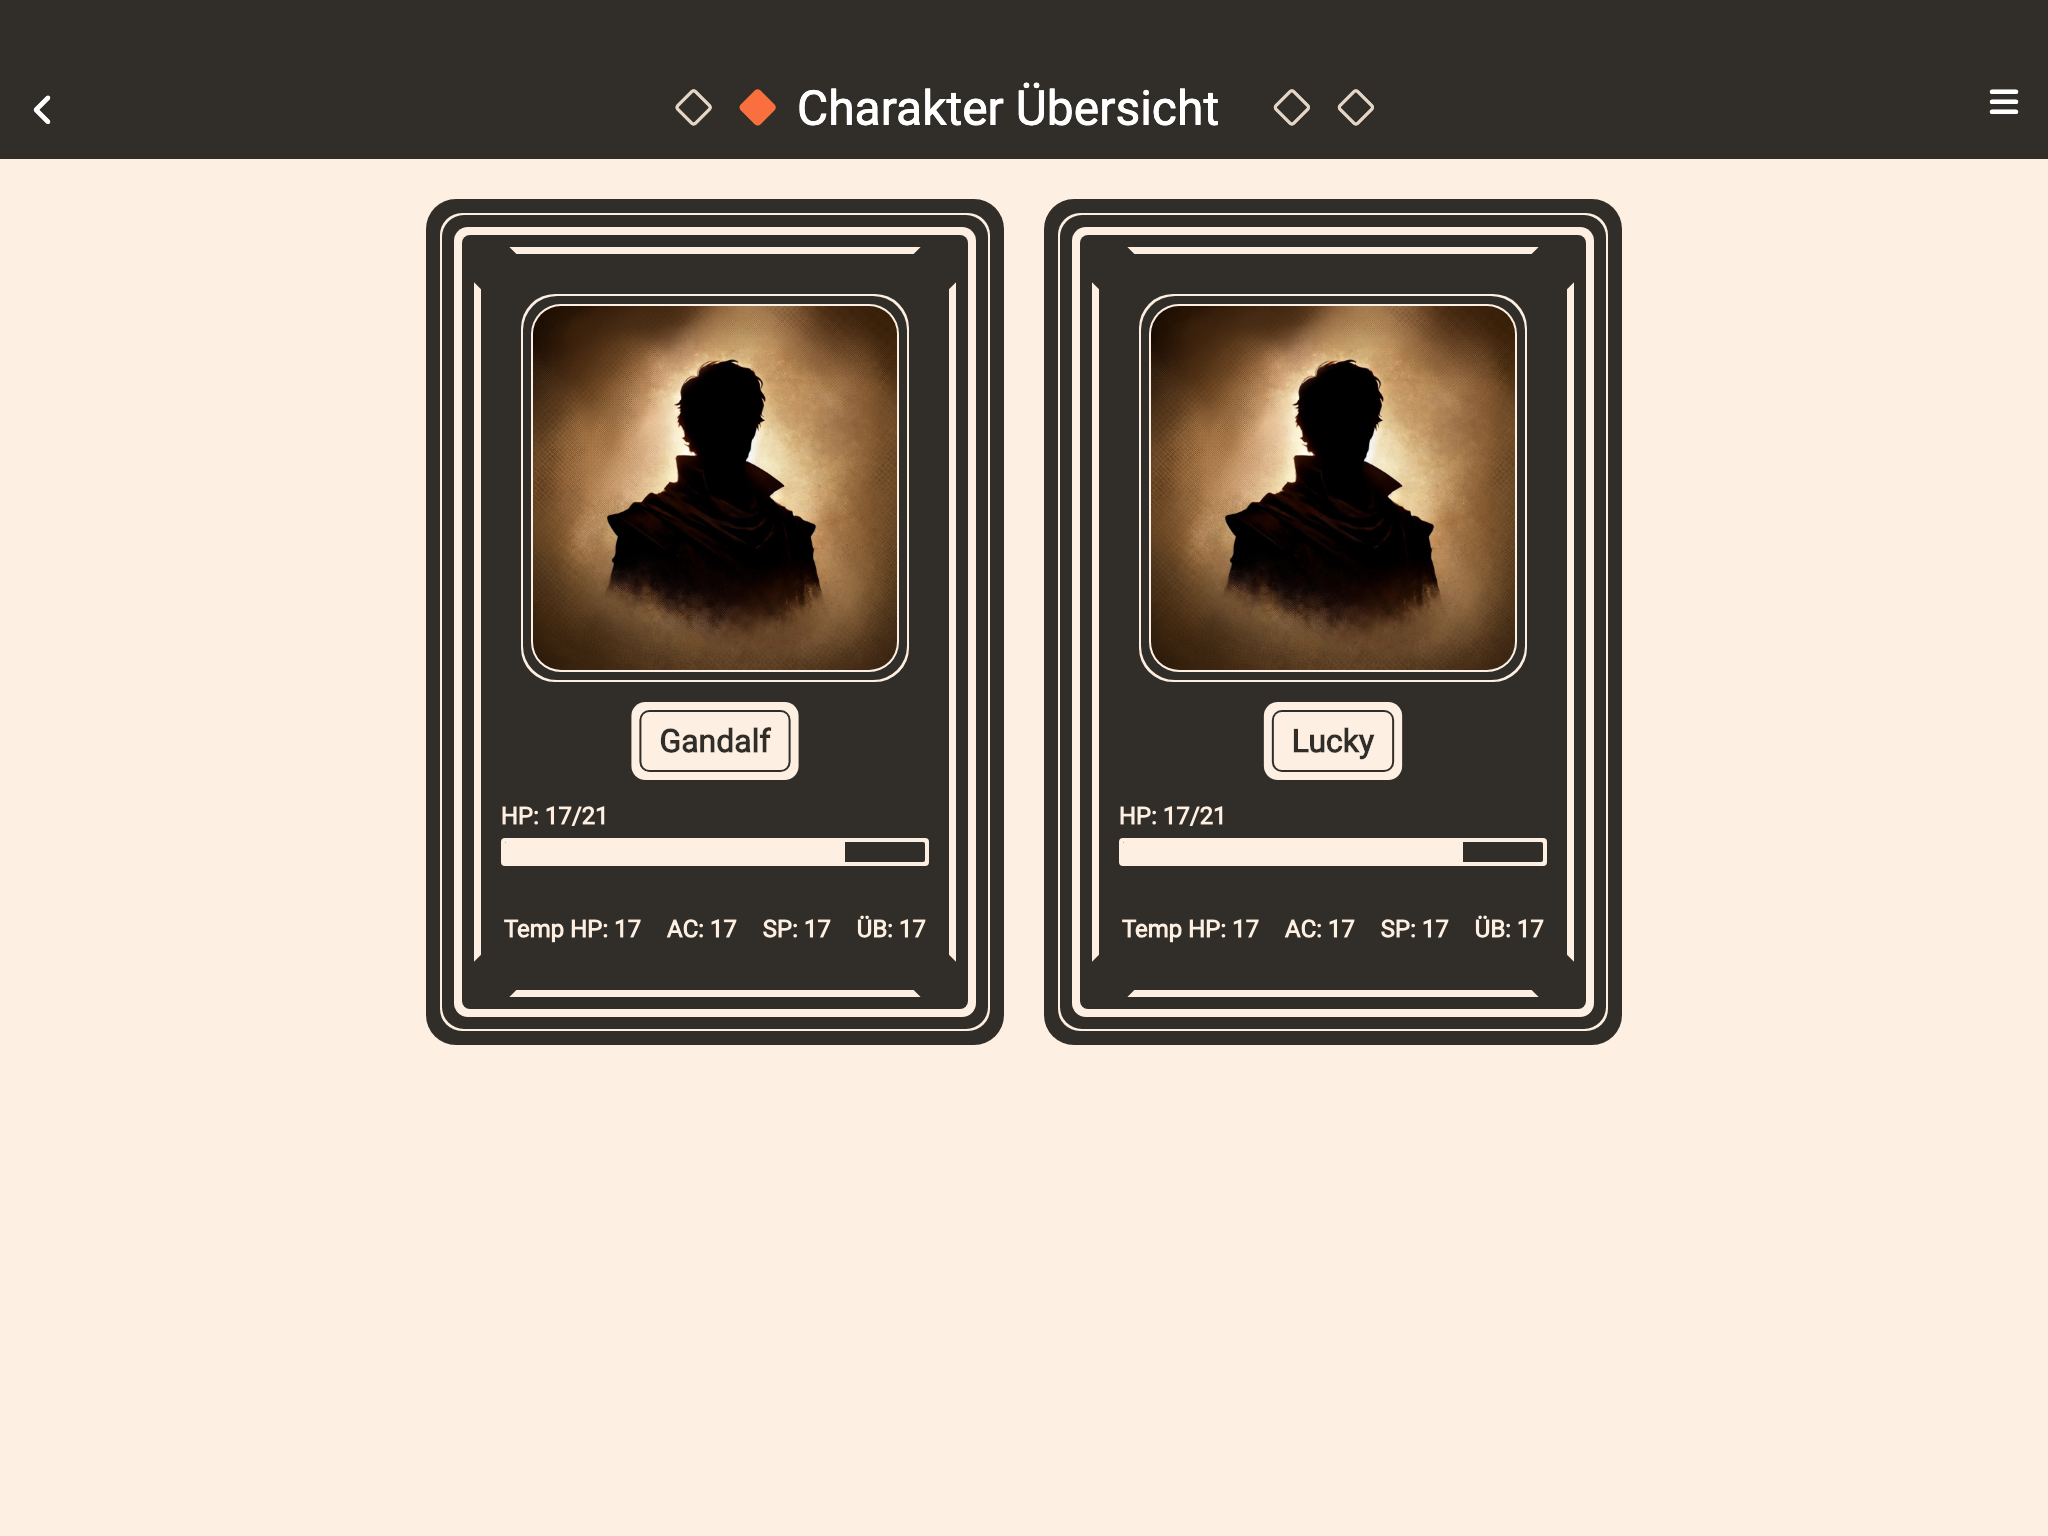 Charakter Übersicht
Gandalf
HP: 17/21
Temp HP: 17 AC: 17 SP: 17 ÜB: 17
Lucky
HP: 17/21
Temp HP: 17 AC: 17 SP: 17 ÜB: 17